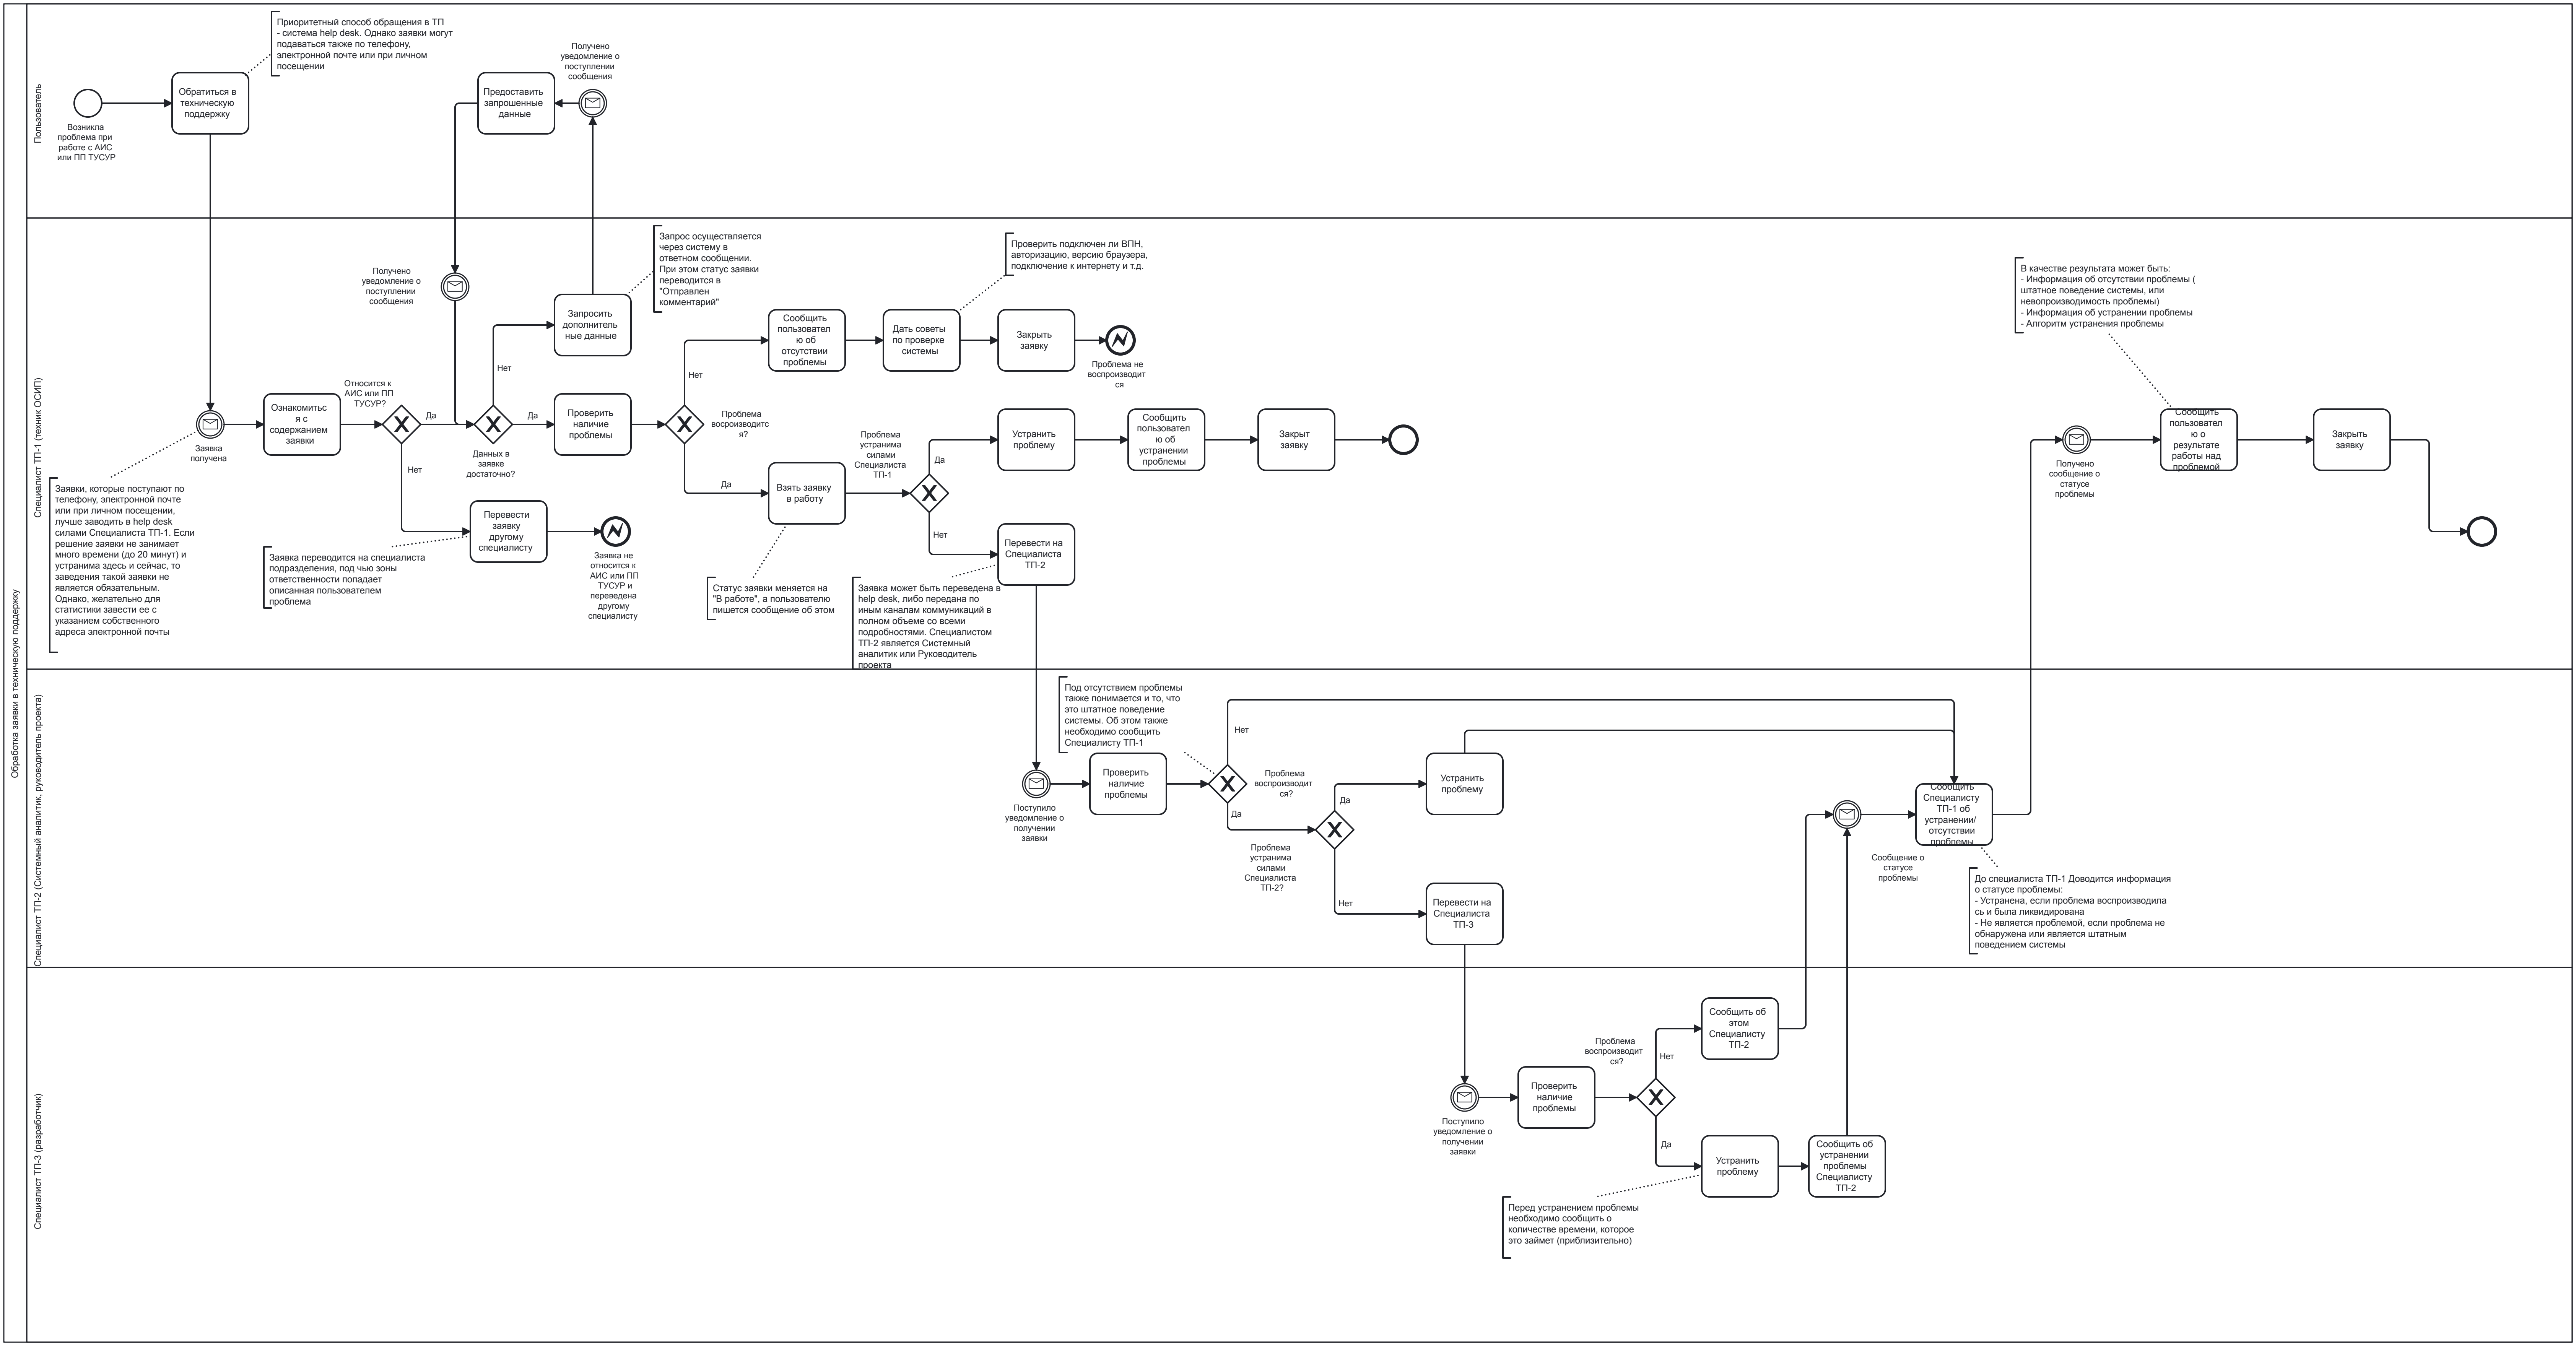 Обработка заявки в техническую поддержку
Пользователь
Возникла
проблема при
работе с АИС
или ПП ТУСУР
Обратиться в
техническую
поддержку
Приоритетный способ обращения в ТП
- система help desk. Однако заявки могут
подаваться также по телефону,
электронной почте или при личном
посещении
Предоставить
запрошенные
данные
Получено
уведомление о
поступлении
сообщения
Специалист ТП-1 (техник ОСИП)
Заявка
получена
Заявки, которые поступают по
телефону, электронной почте
или при личном посещении,
лучше заводить в help desk
силами Специалиста ТП-1. Если
решение заявки не занимает
много времени (до 20 минут) и
устранима здесь и сейчас, то
заведения такой заявки не
является обязательным.
Однако, желательно для
статистики завести ее с
указанием собственного
адреса электронной почты
Ознакомитьс
я с
содержанием
заявки
Относится к
АИС или ПП
ТУСУР?
Да
Нет
Перевести
заявку
другому
специалисту
Заявка переводится на специалиста
подразделения, под чью зоны
ответственности попадает
описанная пользователем
проблема
Заявка не
относится к
АИС или ПП
ТУСУР и
переведена
другому
специалисту
Получено
уведомление о
поступлении
сообщения
Данных в
заявке
достаточно?
Нет
Да
Запросить
дополнитель
ные данные
Запрос осуществляется
через систему в
ответном сообщении.
При этом статус заявки
переводится в
"Отправлен
комментарий"
Проверить
наличие
проблемы
Проблема
воспроизводитс
я?
Нет
Да
Сообщить
пользовател
ю об
отсутствии
проблемы
Дать советы
по проверке
системы
Проверить подключен ли ВПН,
авторизацию, версию браузера,
подключение к интернету и т.д.
Закрыть
заявку
Проблема не
воспроизводит
ся
Взять заявку
в работу
Статус заявки меняется на
"В работе", а пользователю
пишется сообщение об этом
Проблема
устранима
силами
Специалиста
ТП-1
Да
Нет
Устранить
проблему
Сообщить
пользовател
ю об
устранении
проблемы
Закрыт
заявку
Перевести на
Специалиста
ТП-2
Заявка может быть переведена в
help desk, либо передана по
иным каналам коммуникаций в
полном объеме со всеми
подробностями. Специалистом
ТП-2 является Системный
аналитик или Руководитель
проекта
Получено
сообщение о
статусе
проблемы
В качестве результата может быть:
- Информация об отсутствии проблемы (
штатное поведение системы, или
невопроизводимость проблемы)
- Информация об устранении проблемы
- Алгоритм устранения проблемы
Сообщить
пользовател
ю о
результате
работы над
проблемой
Закрыть
заявку
Специалист ТП-2 (Системный аналитик, руководитель проекта)
Поступило
уведомление о
получении
заявки
Проверить
наличие
проблемы
Под отсутствием проблемы
также понимается и то, что
это штатное поведение
системы. Об этом также
необходимо сообщить
Специалисту ТП-1
Проблема
воспроизводит
ся?
Нет
Да
Проблема
устранима
силами
Специалиста
ТП-2?
Да
Нет
Устранить
проблему
Перевести на
Специалиста
ТП-3
Сообщение о
статусе
проблемы
Сообщить
Специалисту
ТП-1 об
устранении/
отсутствии
проблемы
До специалиста ТП-1 Доводится информация
о статусе проблемы:
- Устранена, если проблема воспроизводила
сь и была ликвидирована
- Не является проблемой, если проблема не
обнаружена или является штатным
поведением системы
Специалист ТП-3 (разработчик)
Поступило
уведомление о
получении
заявки
Проверить
наличие
проблемы
Проблема
воспроизводит
ся?
Нет
Да
Сообщить об
этом
Специалисту
ТП-2
Устранить
проблему
Перед устранением проблемы
необходимо сообщить о
количестве времени, которое
это займет (приблизительно)
Сообщить об
устранении
проблемы
Специалисту
ТП-2